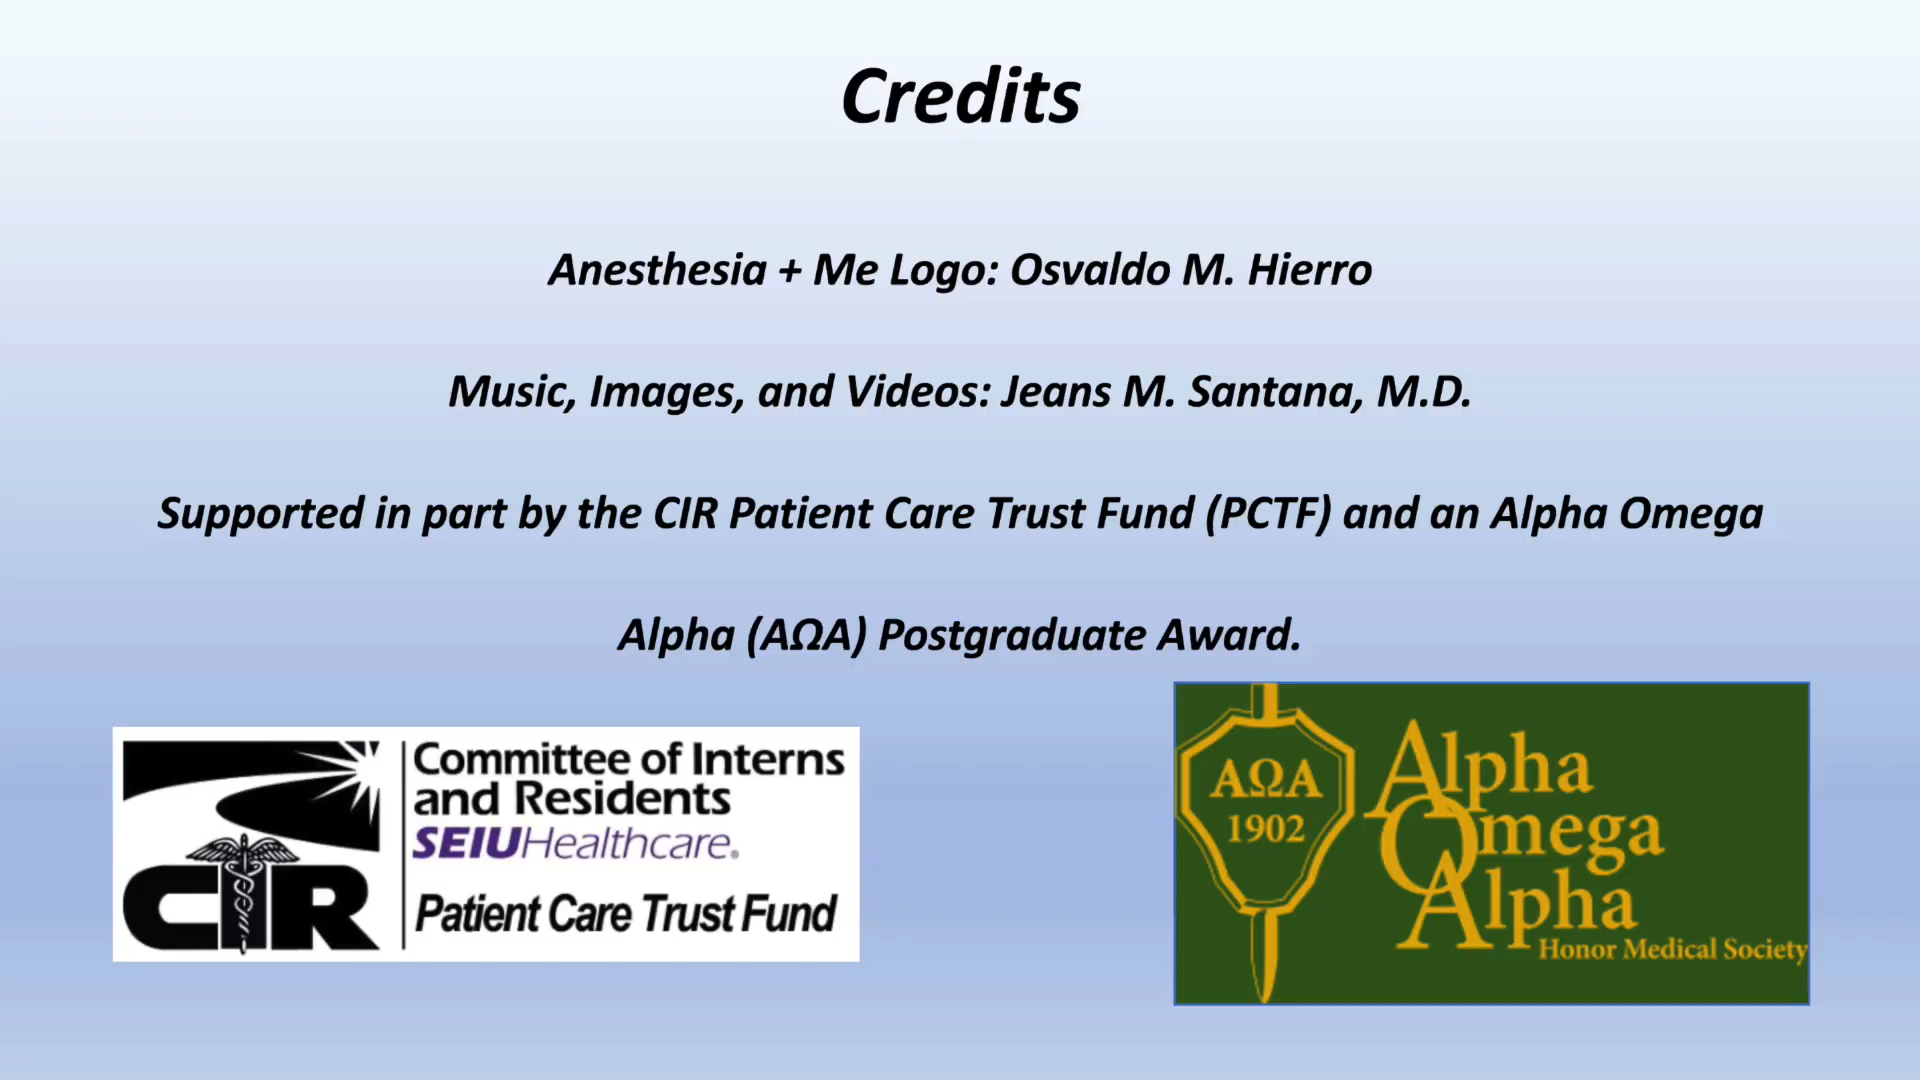 Credits
Anesthesia + Me Logo: Osvaldo M. Hierro
Music, Images, and Videos: Jeans M. Santana, M.D.
Supported in part by the CIR Patient Care Trust Fund (PCTF) and an Alpha Omega
Alpha (AΩA) Postgraduate Award.
Committee of Interns
and Residents
SEIUHealthcare®
CIR
Patient Care Trust Fund
AΩA
1902
Alpha
Omega
Alpha
Honor Medical Society